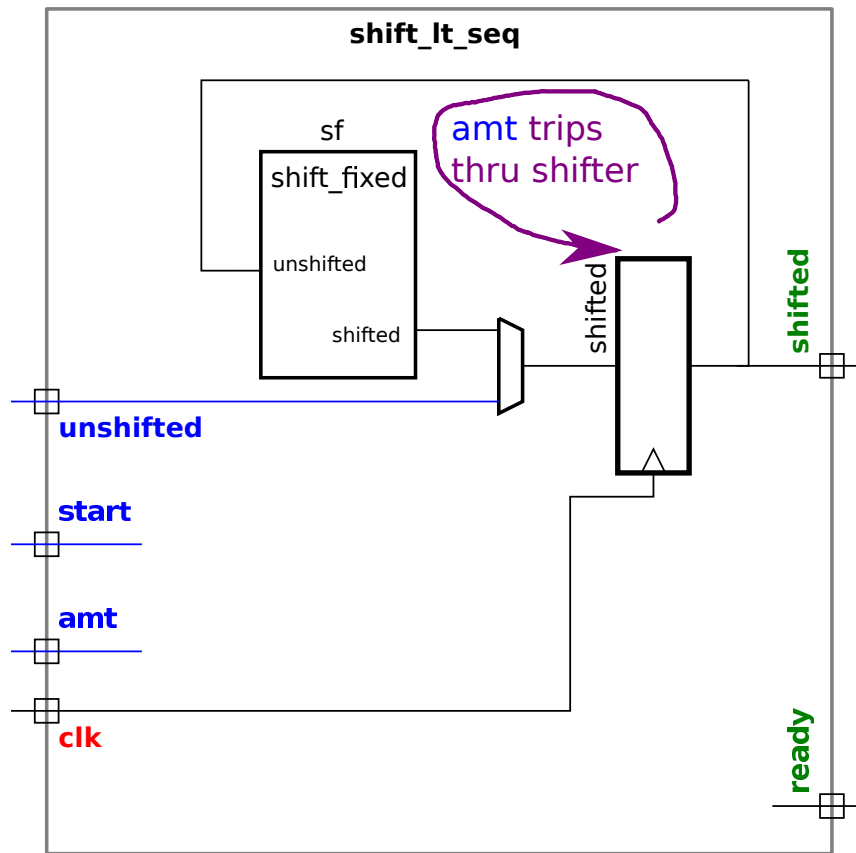 shift_lt_seq
sf
shift_fixed
unshifted
shifted
amt trips
thru shifter
shifted
shifted
unshifted
start
amt
clk
ready